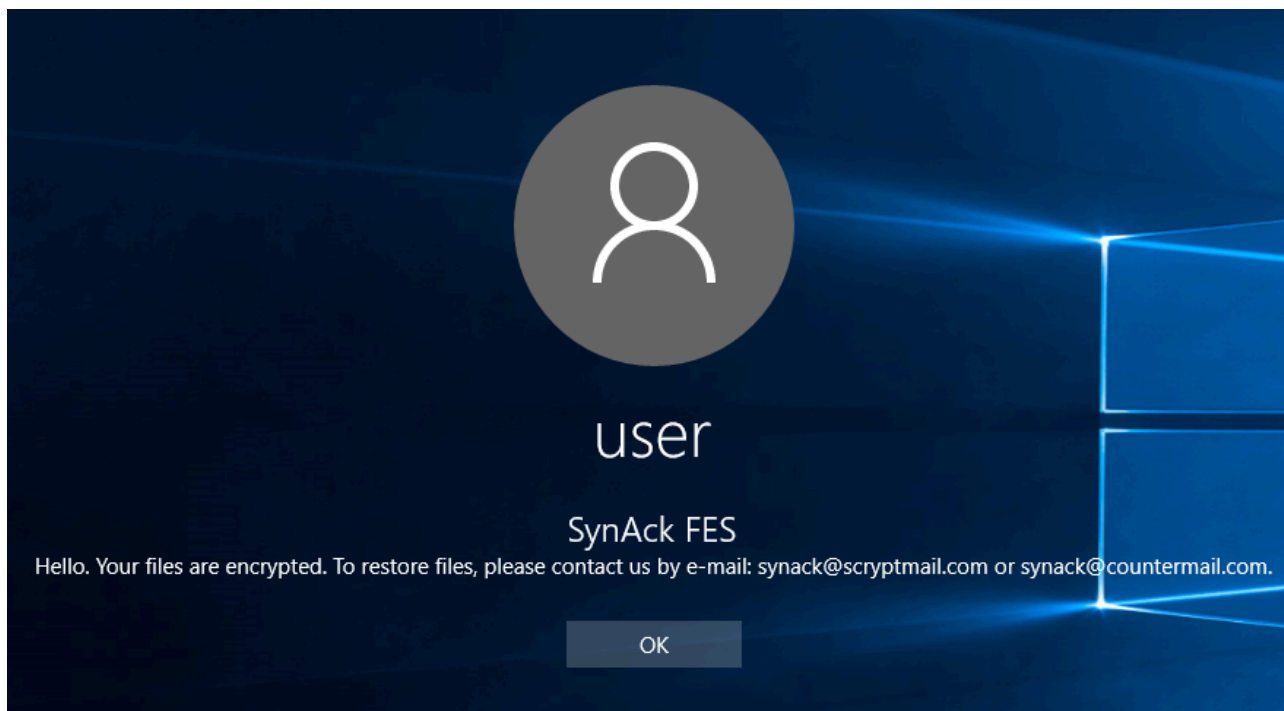 user
SynAck FES
Hello. Your files are encrypted. To restore files, please contact us by e-mail: synack@scryptmail.com or synack@countermail.com.
OK